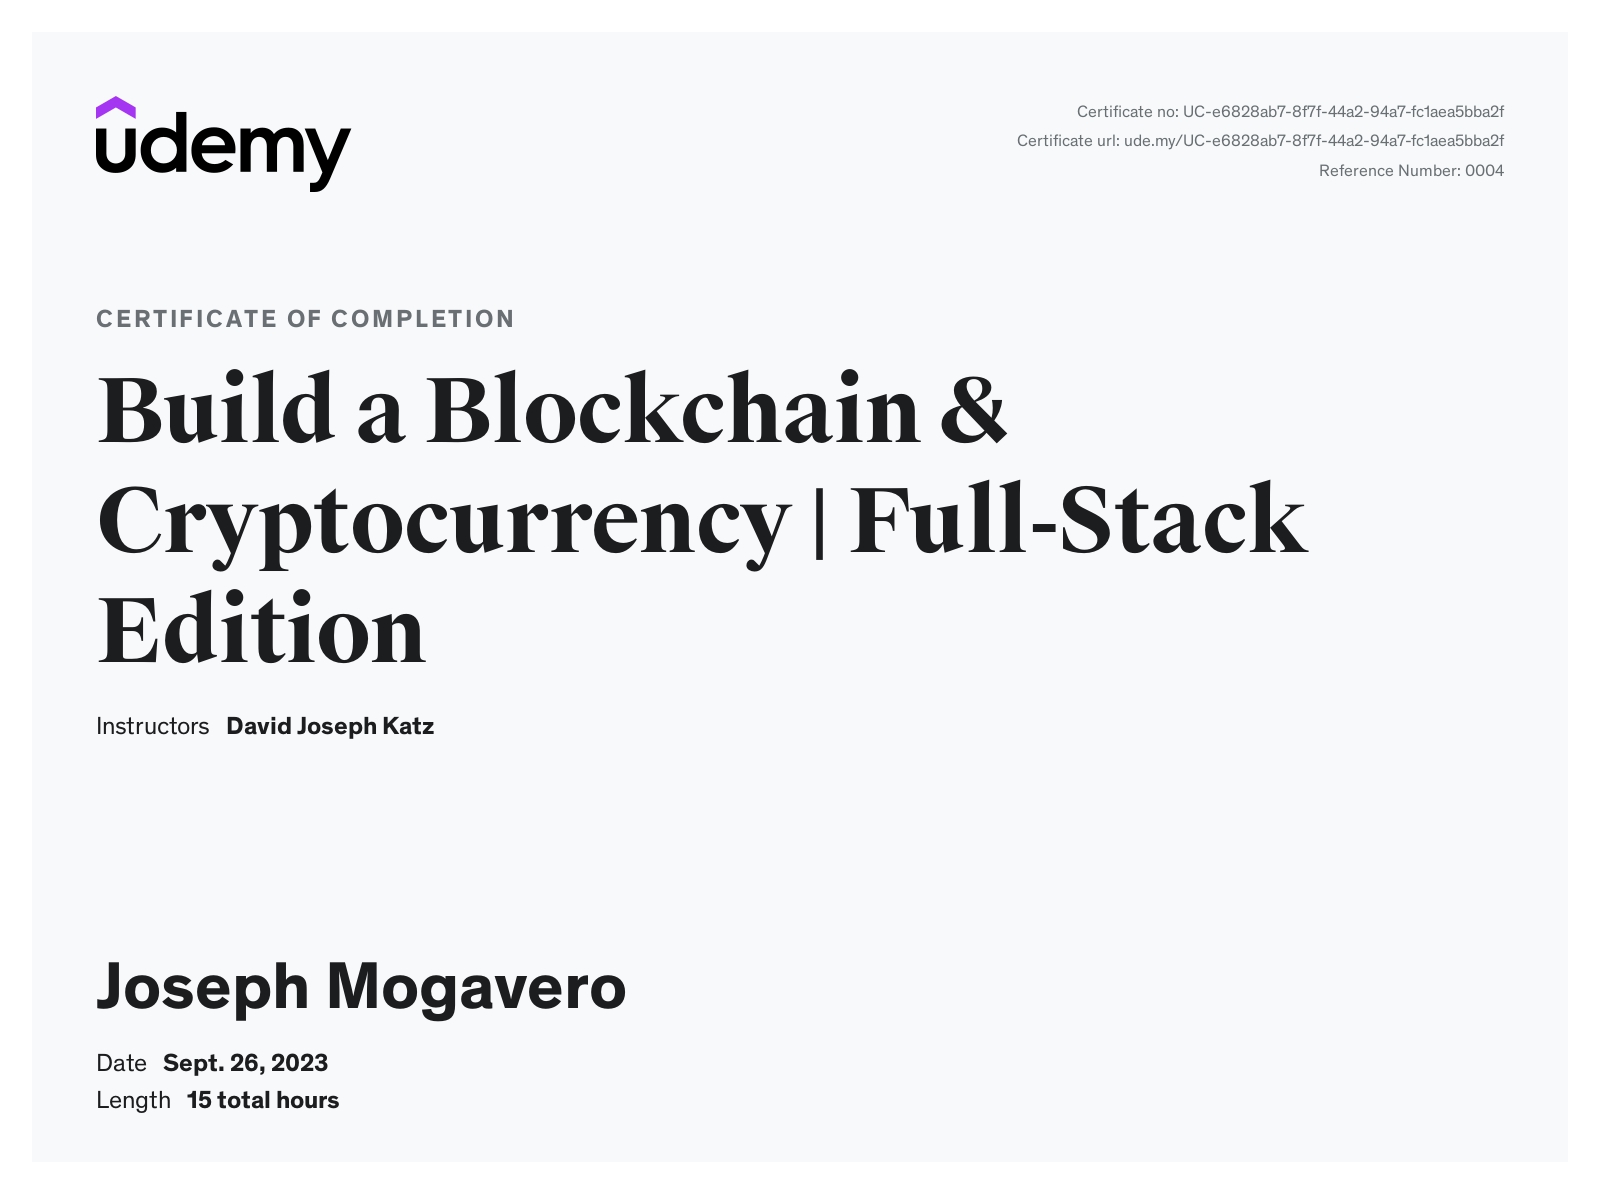 udemy
Certificate no: UC-e6828ab7-8f7f-44a2-94a7-fc1aea5bba2f
Certificate url: ude.my/UC-e6828ab7-8f7f-44a2-94a7-fc1aea5bba2f
Reference Number: 0004
CERTIFICATE OF COMPLETION
Build a Blockchain &
Cryptocurrency | Full-Stack
Edition
Instructors David Joseph Katz
Joseph Mogavero
Date Sept. 26, 2023
Length 15 total hours